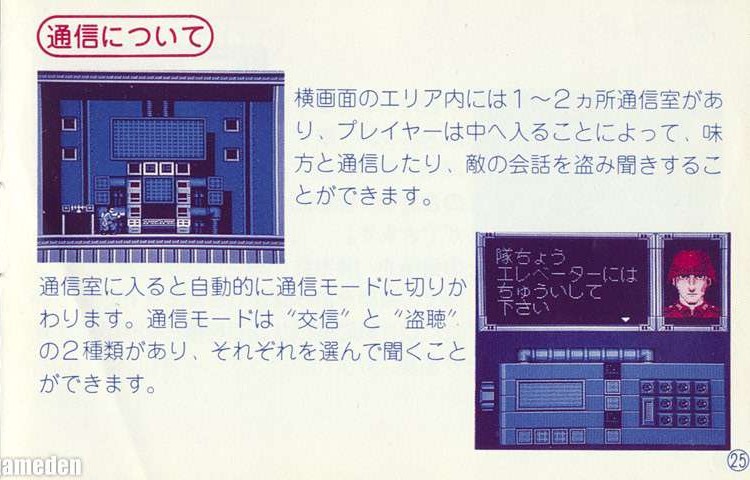 通信について
横画面のエリア内には1〜2ヵ所通信室があ
り、プレイヤーは中へ入ることによって、味
方と通信したり、敵の会話を盗み聞きするこ
とができます。
隊ちょう
エレベーターには
ちゅういして
下さい
通信室に入ると自動的に通信モードに切りか
わります。通信モードは〝交信〟と〝盗聴〟
の2種類があり、それぞれを選んで聞くこと
ができます。
ameden
25